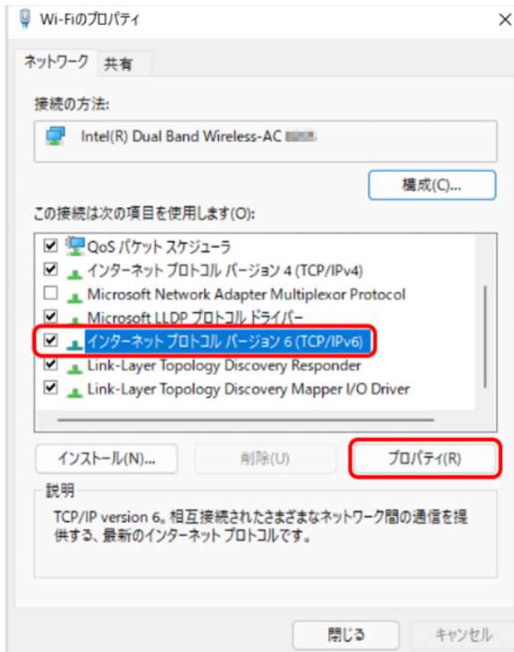 Wi-Fiのプロパティ
ネットワーク 共有
接続の方法:
Intel(R) Dual Band Wireless-AC
構成(C)...
この接続は次の項目を使用します(O):
QoS パケット スケジューラ
インターネット プロトコル バージョン 4 (TCP/IPv4)
Microsoft Network Adapter Multiplexor Protocol
Microsoft LLDP プロトコル ドライバー
インターネット プロトコル バージョン 6 (TCP/IPv6)
Link-Layer Topology Discovery Responder
Link-Layer Topology Discovery Mapper I/O Driver
インストール(N)... 削除(U) プロパティ(R)
説明
TCP/IP version 6。相互接続されたさまざまなネットワーク間の通信を提
供する、最新のインターネット プロトコルです。
閉じる キャンセル